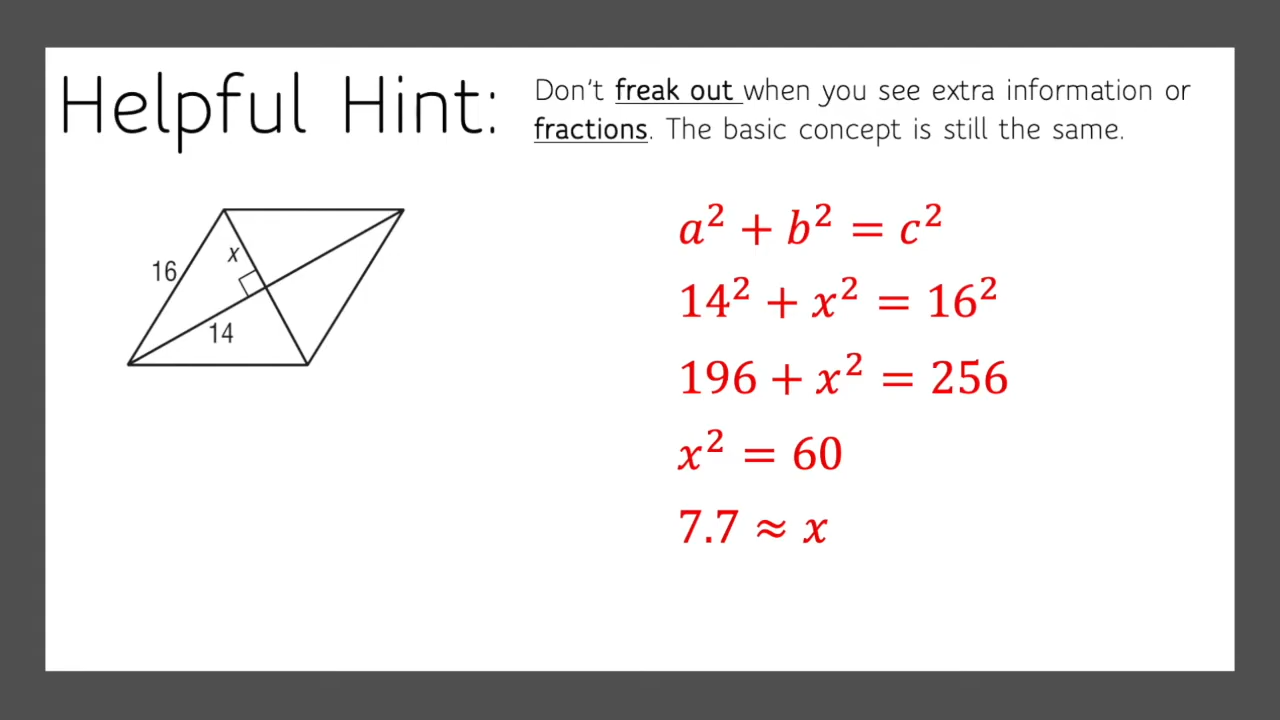 Helpful Hint:
Don't freak out when you see extra information or
fractions. The basic concept is still the same.
16
x
14
a² + b² = c²
14² + x² = 16²
196 + x² = 256
x² = 60
7.7 ≈ x